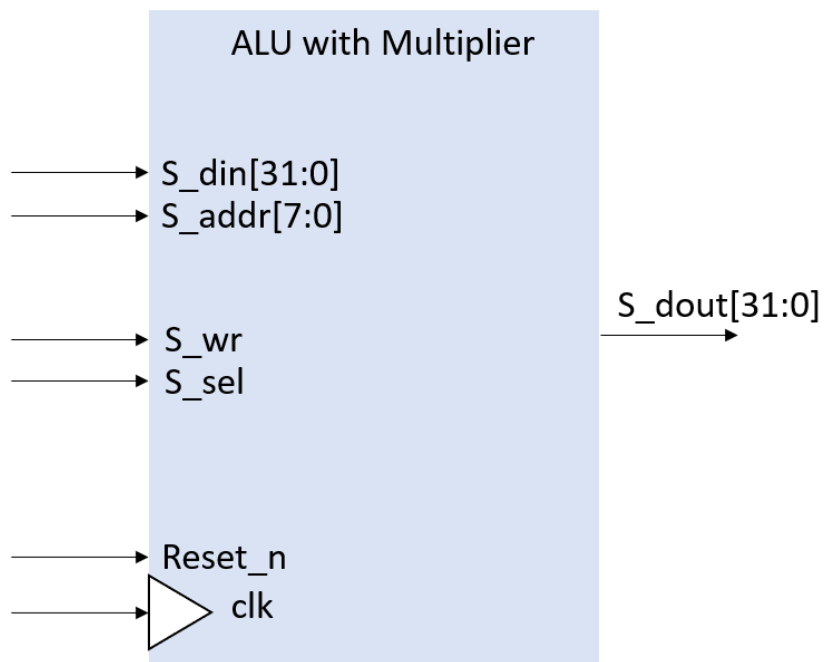 ALU with Multiplier
S_din[31:0]
S_addr[7:0]
S_dout[31:0]
S_wr
S_sel
Reset_n
clk